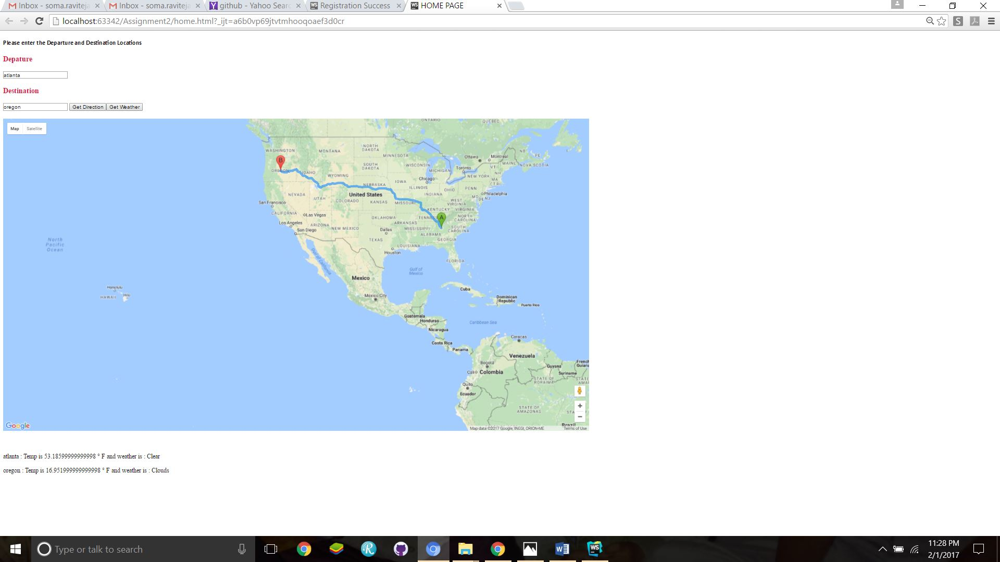 Inbox - soma.raviteja
Inbox - soma.raviteja
github - Yahoo Searc
Registration Success
HOME PAGE
localhost:63342/Assignment2/home.html?_ijt=a6b0vp69jtvtmhooqoaef3d0cr
Please enter the Departure and Destination Locations
Depature
atlanta
Destination
oregon
Get Direction
Get Weather
Map
Satellite
ONTARIO
QUEBEC
WASHINGTON
MONTANA
NORTH
DAKOTA
MINNESOTA
Ottawa
Montreal
NB
PE
MAINE
NOVA SCOTIA
B
OREGON
IDAHO
SOUTH
DAKOTA
WISCONSIN
MICHIGAN
Toronto
VT
NH
NEW YORK
MA
CT RI
WYOMING
NEBRASKA
IOWA
Chicago
ILLINOIS
INDIANA
OHIO
PENN
Philadelphia
MD
DE NJ
NEVADA
UTAH
United States
COLORADO
KANSAS
MISSOURI
WEST
VIRGINIA
KENTUCKY
VIRGINIA
San Francisco
CALIFORNIA
Las Vegas
OKLAHOMA
TENNES
A
NORTH
CAROLINA
Los Angeles
ARIZONA
NEW MEXICO
ARKANSAS
San Diego
Dallas
MISSISSIPPI
SOUTH
CAROLINA
ALABAMA
GEORGIA
TEXAS
LOUISIANA
Houston
FLORIDA
North
Pacific
Ocean
Gulf of California
Gulf of
Mexico
Mexico
Honolulu
HAWAII
Hilo
Mexico City
Cuba
Dominican
Republic
Puerto Rico
Guatemala
Honduras
Caribbean Sea
Nicaragua
Costa Rica
Panama
Caracas
Venezuela
Bogotá
Cali
Colombia
Guyana
French
Guiana
Suriname
STATE OF
RORAIMA
STATE
AMA
Quito
Ecuador
STATE OF
AMAZONAS
STA
Brazil
Google
Map data ©2017 Google, INEGI, ORION-ME
Terms of Use
atlanta : Temp is 53.18599999999998 ° F and weather is : Clear
oregon : Temp is 16.951999999999998 ° F and weather is : Clouds
Type or talk to search
11:28 PM
2/1/2017